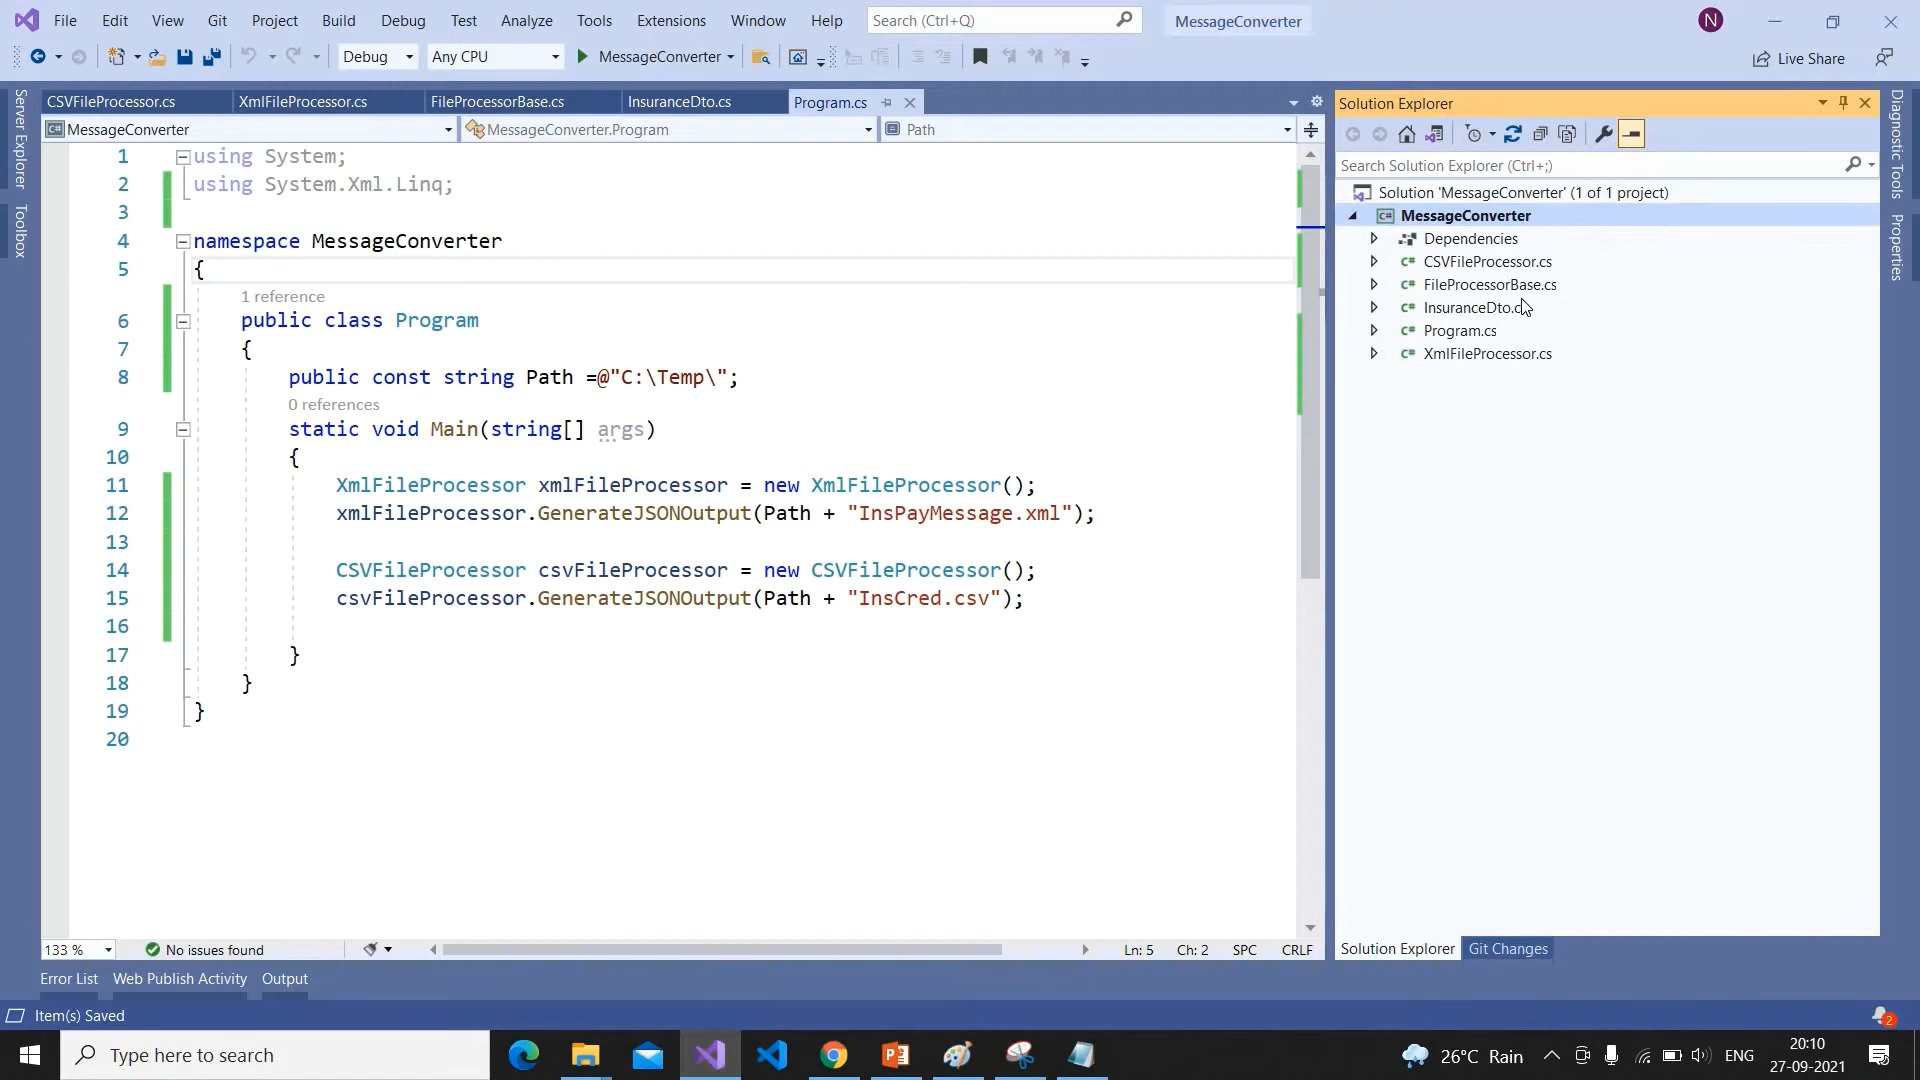 File Edit View Git Project Build Debug Test Analyze Tools Extensions Window Help Search (Ctrl+Q) MessageConverter N
Debug Any CPU MessageConverter Live Share
Server Explorer
Toolbox
CSVFileProcessor.cs XmlFileProcessor.cs FileProcessorBase.cs InsuranceDto.cs Program.cs
C# MessageConverter MessageConverter.Program Path
1 using System;
2 using System.Xml.Linq;
3
4 namespace MessageConverter
5 {
1 reference
6 public class Program
7 {
8 public const string Path =@"C:\Temp\";
0 references
9 static void Main(string[] args)
10 {
11 XmlFileProcessor xmlFileProcessor = new XmlFileProcessor();
12 xmlFileProcessor.GenerateJSONOutput(Path + "InsPayMessage.xml");
13
14 CSVFileProcessor csvFileProcessor = new CSVFileProcessor();
15 csvFileProcessor.GenerateJSONOutput(Path + "InsCred.csv");
16
17 }
18 }
19 }
20
133 % No issues found Ln: 5 Ch: 2 SPC CRLF
Solution Explorer
Search Solution Explorer (Ctrl+;)
Solution 'MessageConverter' (1 of 1 project)
C# MessageConverter
Dependencies
C# CSVFileProcessor.cs
C# FileProcessorBase.cs
C# InsuranceDto.c
C# Program.cs
C# XmlFileProcessor.cs
Solution Explorer Git Changes
Diagnostic Tools
Properties
Error List Web Publish Activity Output
Item(s) Saved 2
Type here to search 26°C Rain ENG 20:10
27-09-2021